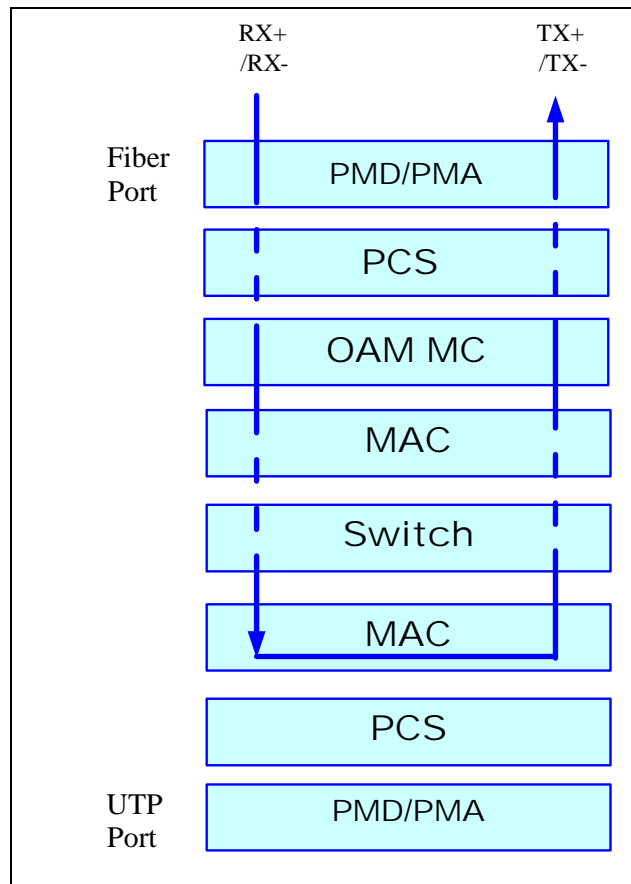 RX+
/RX-
TX+
/TX-
Fiber
Port
PMD/PMA
PCS
OAM MC
MAC
Switch
MAC
PCS
UTP
Port
PMD/PMA